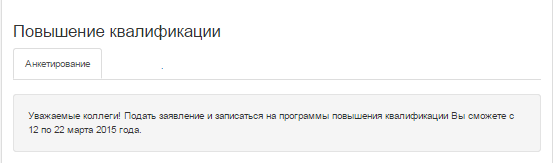 Повышение квалификации
Анкетирование
Уважаемые коллеги! Подать заявление и записаться на программы повышения квалификации Вы сможете с
12 по 22 марта 2015 года.